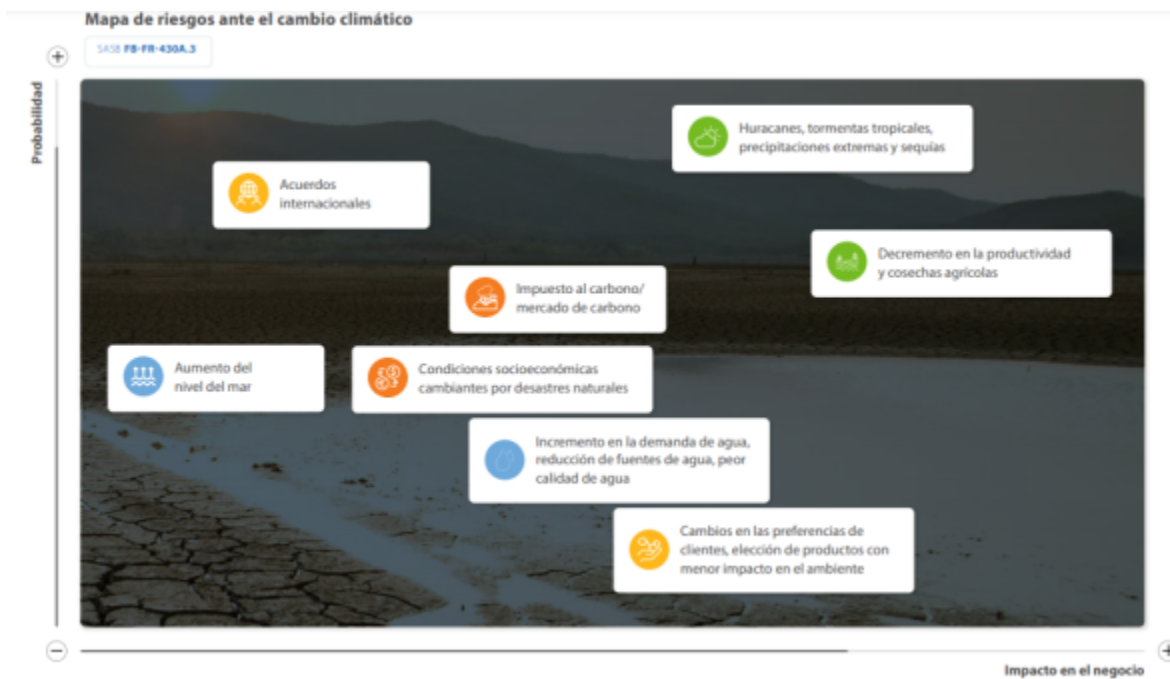 Mapa de riesgos ante el cambio climático
SASB FB-FR-430A.3
Probabilidad
Huracanes, tormentas tropicales,
precipitaciones extremas y sequías
Acuerdos
internacionales
Decremento en la productividad
y cosechas agrícolas
Impuesto al carbono/
mercado de carbono
Aumento del
nivel del mar
Condiciones socioeconómicas
cambiantes por desastres naturales
Incremento en la demanda de agua,
reducción de fuentes de agua, peor
calidad de agua
Cambios en las preferencias de
clientes, elección de productos con
menor impacto en el ambiente
Impacto en el negocio